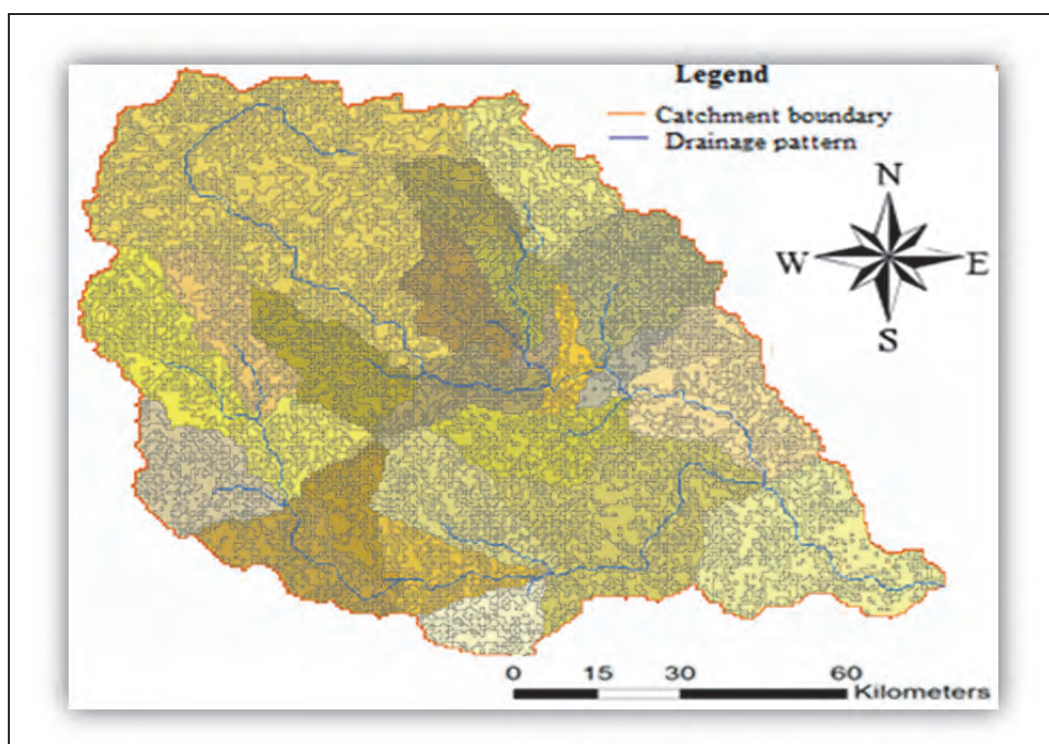 Legend
Catchment boundary
Drainage pattern
N
W E
S
0 15 30 60
Kilometers